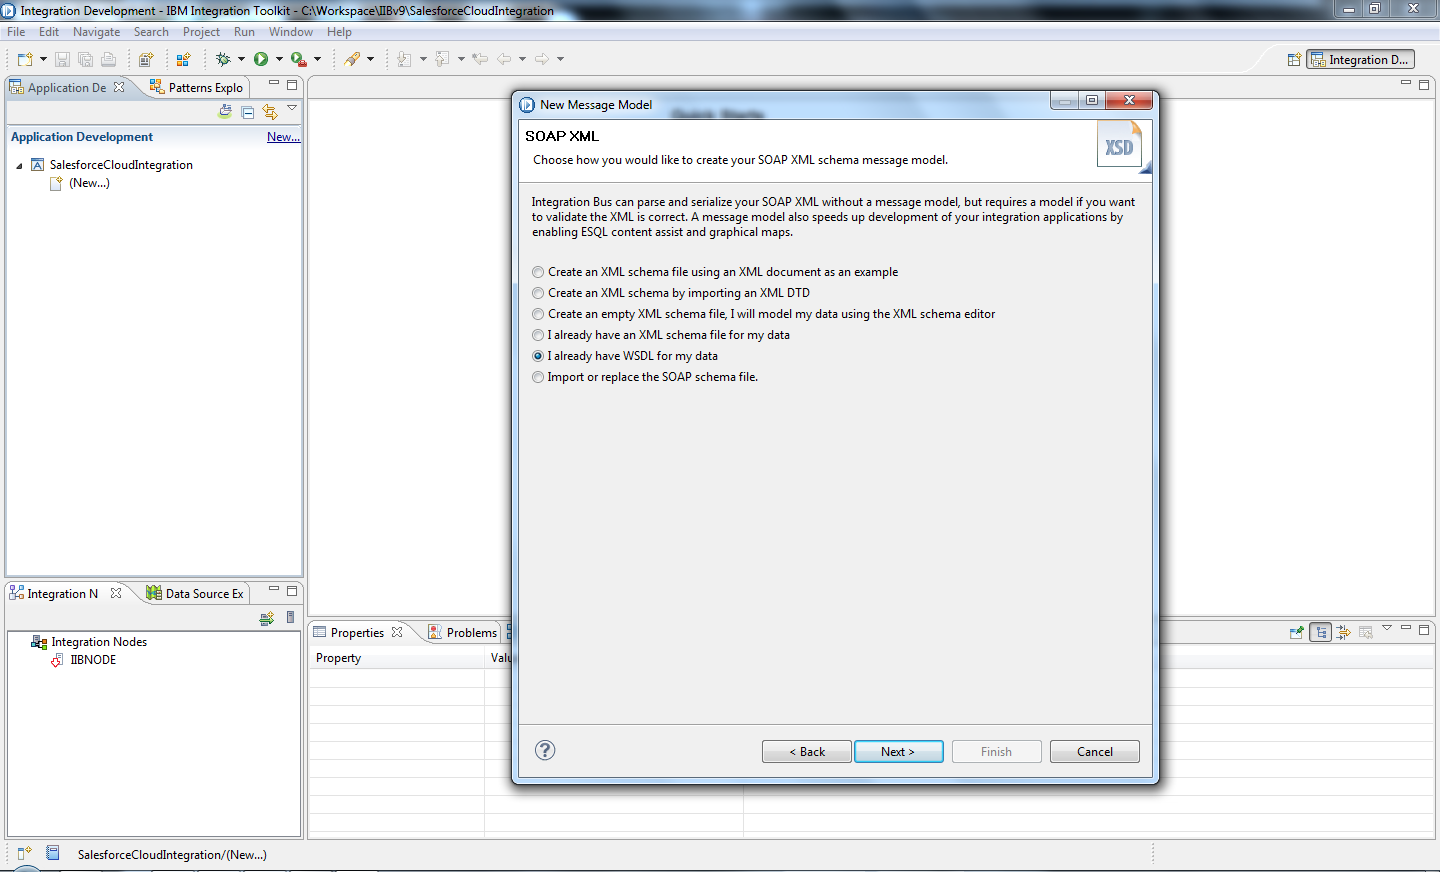 Integration Development - IBM Integration Toolkit - C:\Workspace\IIBv9\SalesforceCloudIntegration
File Edit Navigate Search Project Run Window Help
Integration D...
Application De
Patterns Explo
Application Development New...
SalesforceCloudIntegration
(New...)
New Message Model
SOAP XML
Choose how you would like to create your SOAP XML schema message model.
XSD
Integration Bus can parse and serialize your SOAP XML without a message model, but requires a model if you want
to validate the XML is correct. A message model also speeds up development of your integration applications by
enabling ESQL content assist and graphical maps.
Create an XML schema file using an XML document as an example
Create an XML schema by importing an XML DTD
Create an empty XML schema file, I will model my data using the XML schema editor
I already have an XML schema file for my data
I already have WSDL for my data
Import or replace the SOAP schema file.
< Back Next > Finish Cancel
Integration N
Data Source Ex
Integration Nodes
IIBNODE
Properties
Problems
Property Valu
SalesforceCloudIntegration/(New...)